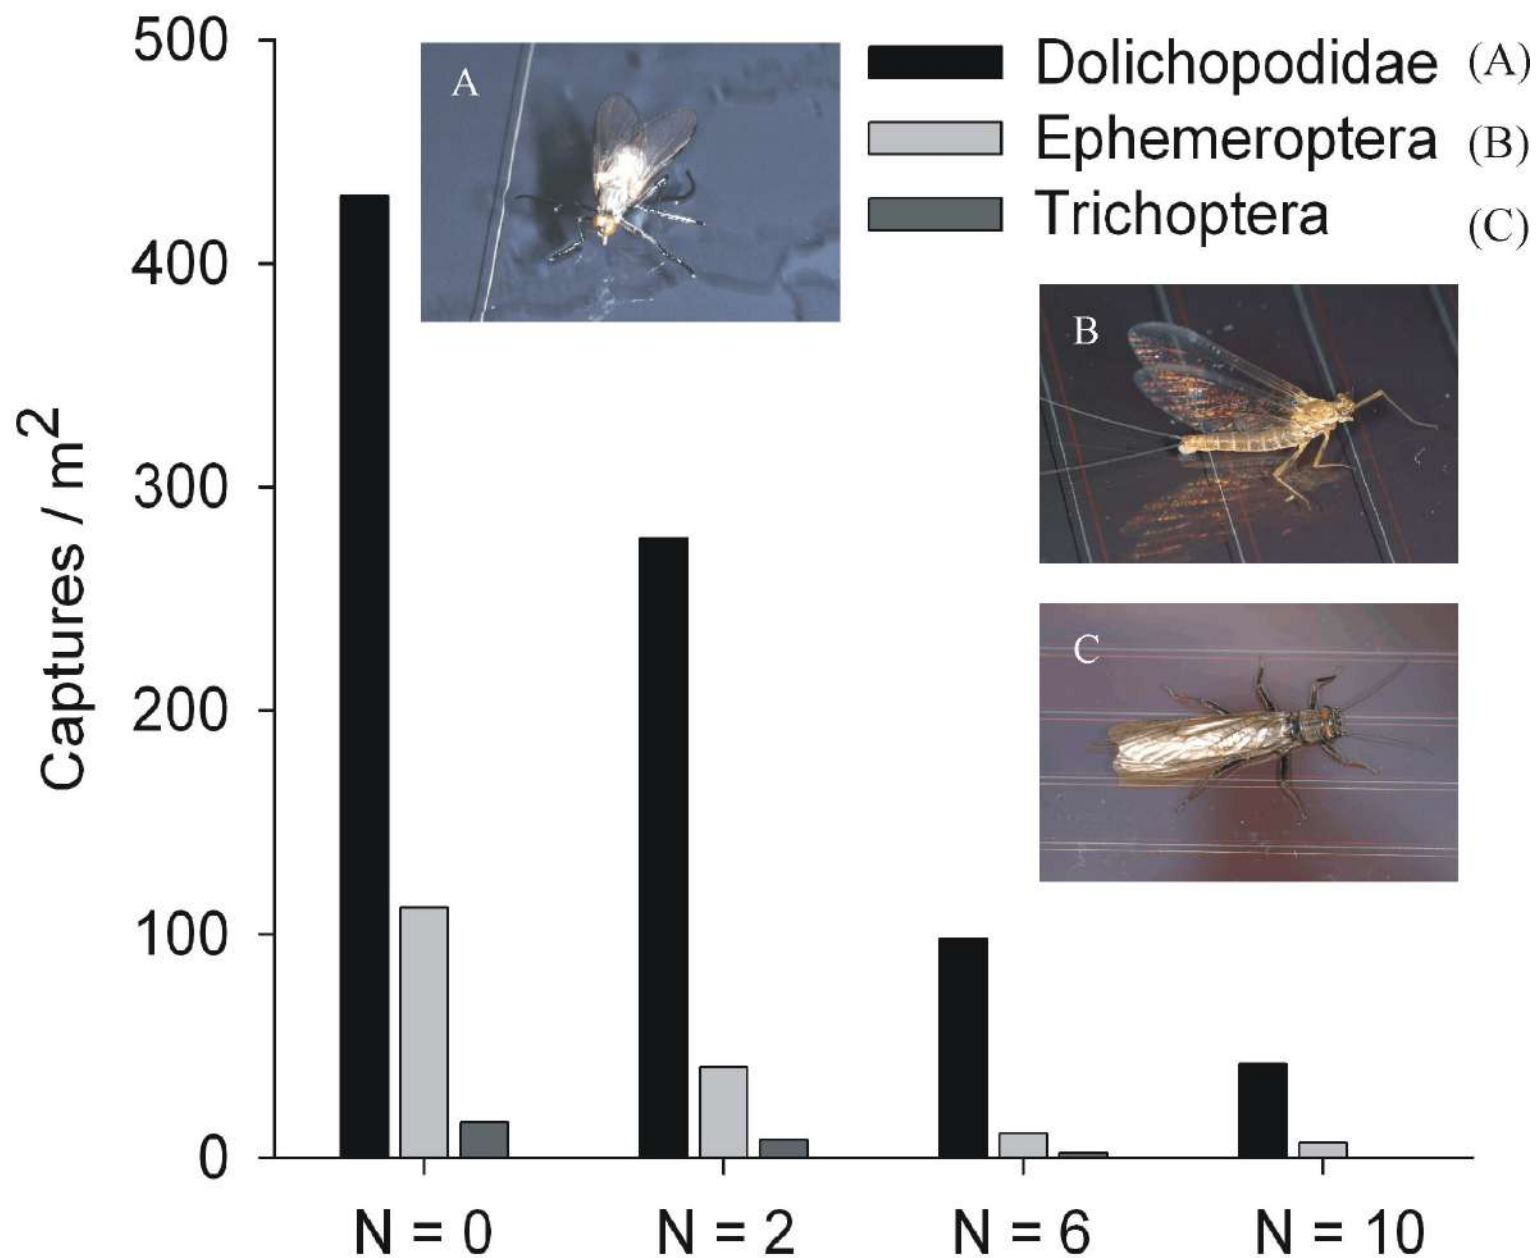 500
400
300
200
100
0
Captures / m²
A
Dolichopodidae (A)
Ephemeroptera (B)
Trichoptera (C)
B
C
N = 0 N = 2 N = 6 N = 10